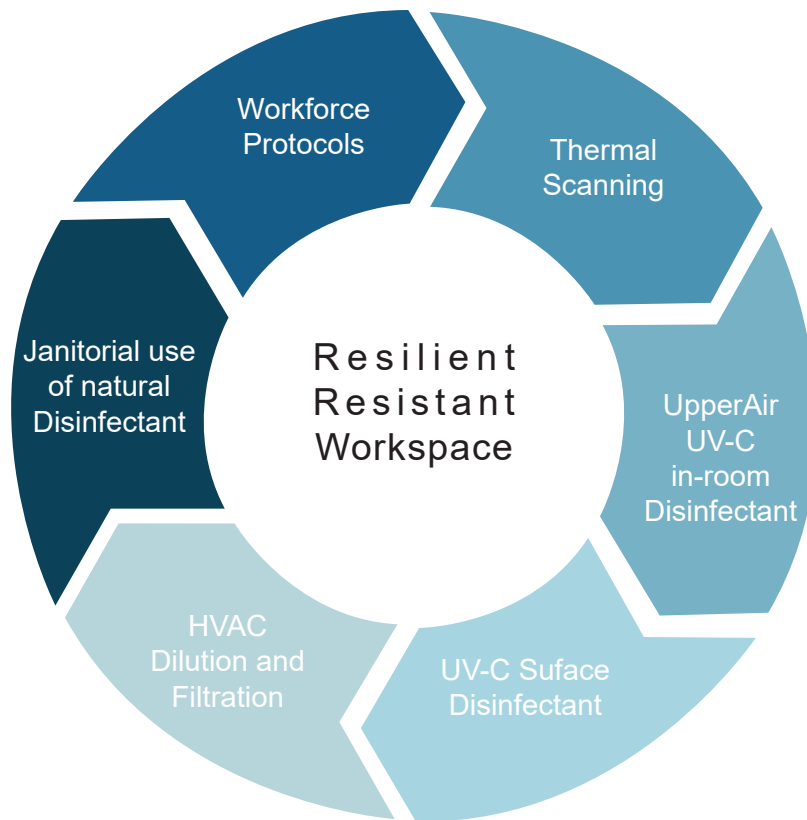 Workforce
Protocols
Thermal
Scanning
UpperAir
UV-C
in-room
Disinfectant
UV-C Suface
Disinfectant
HVAC
Dilution and
Filtration
Janitorial use
of natural
Disinfectant
Resilient
Resistant
Workspace